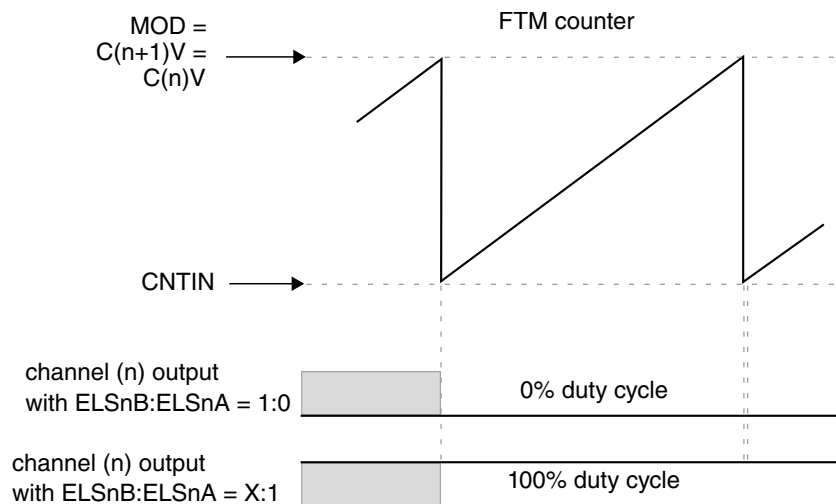 MOD =
C(n+1)V =
C(n)V
FTM counter
CNTIN
channel (n) output
with ELSnB:ELSnA = 1:0
0% duty cycle
channel (n) output
with ELSnB:ELSnA = X:1
100% duty cycle